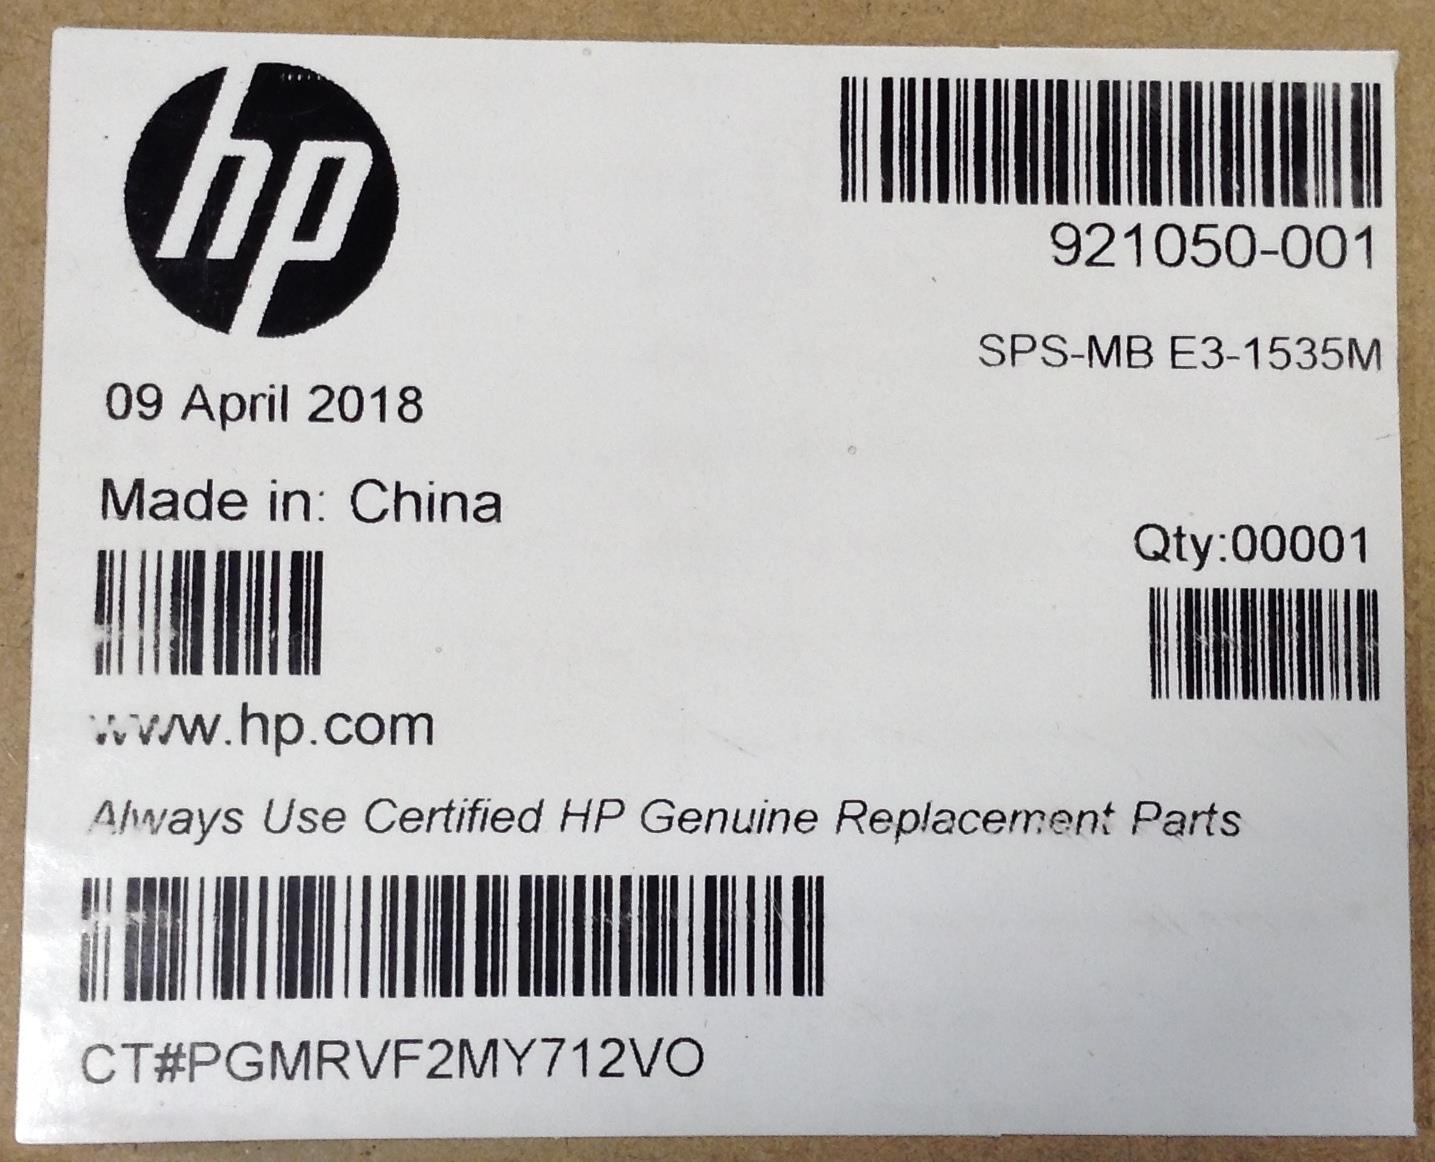 hp
921050-001
SPS-MB E3-1535M
09 April 2018
Made in: China
Qty:00001
www.hp.com
Always Use Certified HP Genuine Replacement Parts
CT#PGMRVF2MY712VO